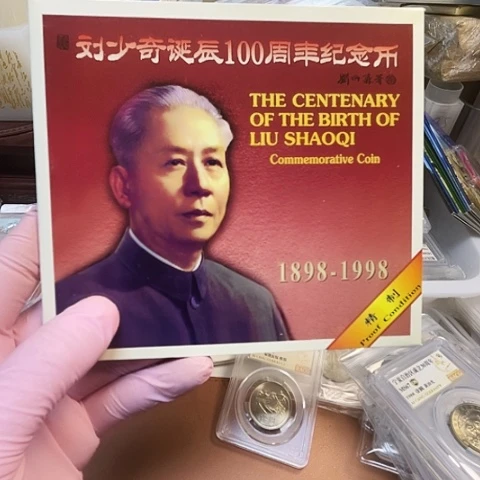 刘少奇诞辰100周年纪念币
THE CENTENARY
OF THE BIRTH OF
LIU SHAOQI
Commemorative Coin
1898-1998
精制
Proof Condition